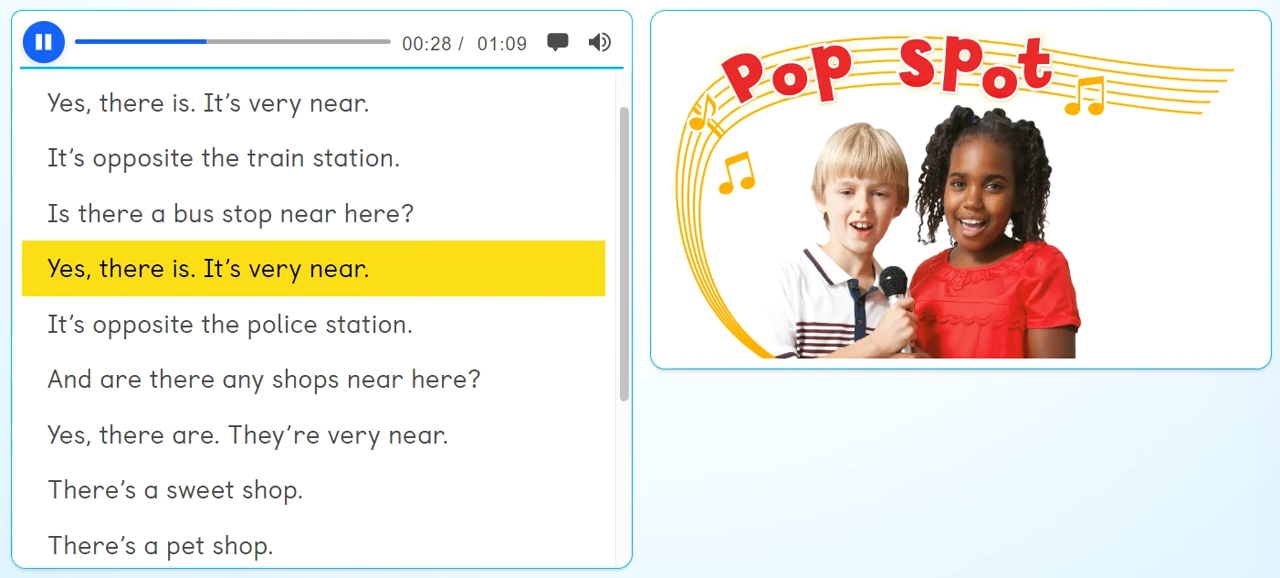 00:28 / 01:09
Yes, there is. It’s very near.
It’s opposite the train station.
Is there a bus stop near here?
Yes, there is. It’s very near.
It’s opposite the police station.
And are there any shops near here?
Yes, there are. They’re very near.
There’s a sweet shop.
There’s a pet shop.
Pop Spot